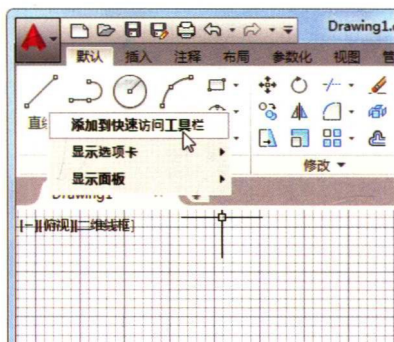 Drawing1.
默认 插入 注释 布局 参数化 视图
直
添加到快速访问工具栏
显示选项卡
显示面板
修改
Drawing1
[-][俯视][二维线框]